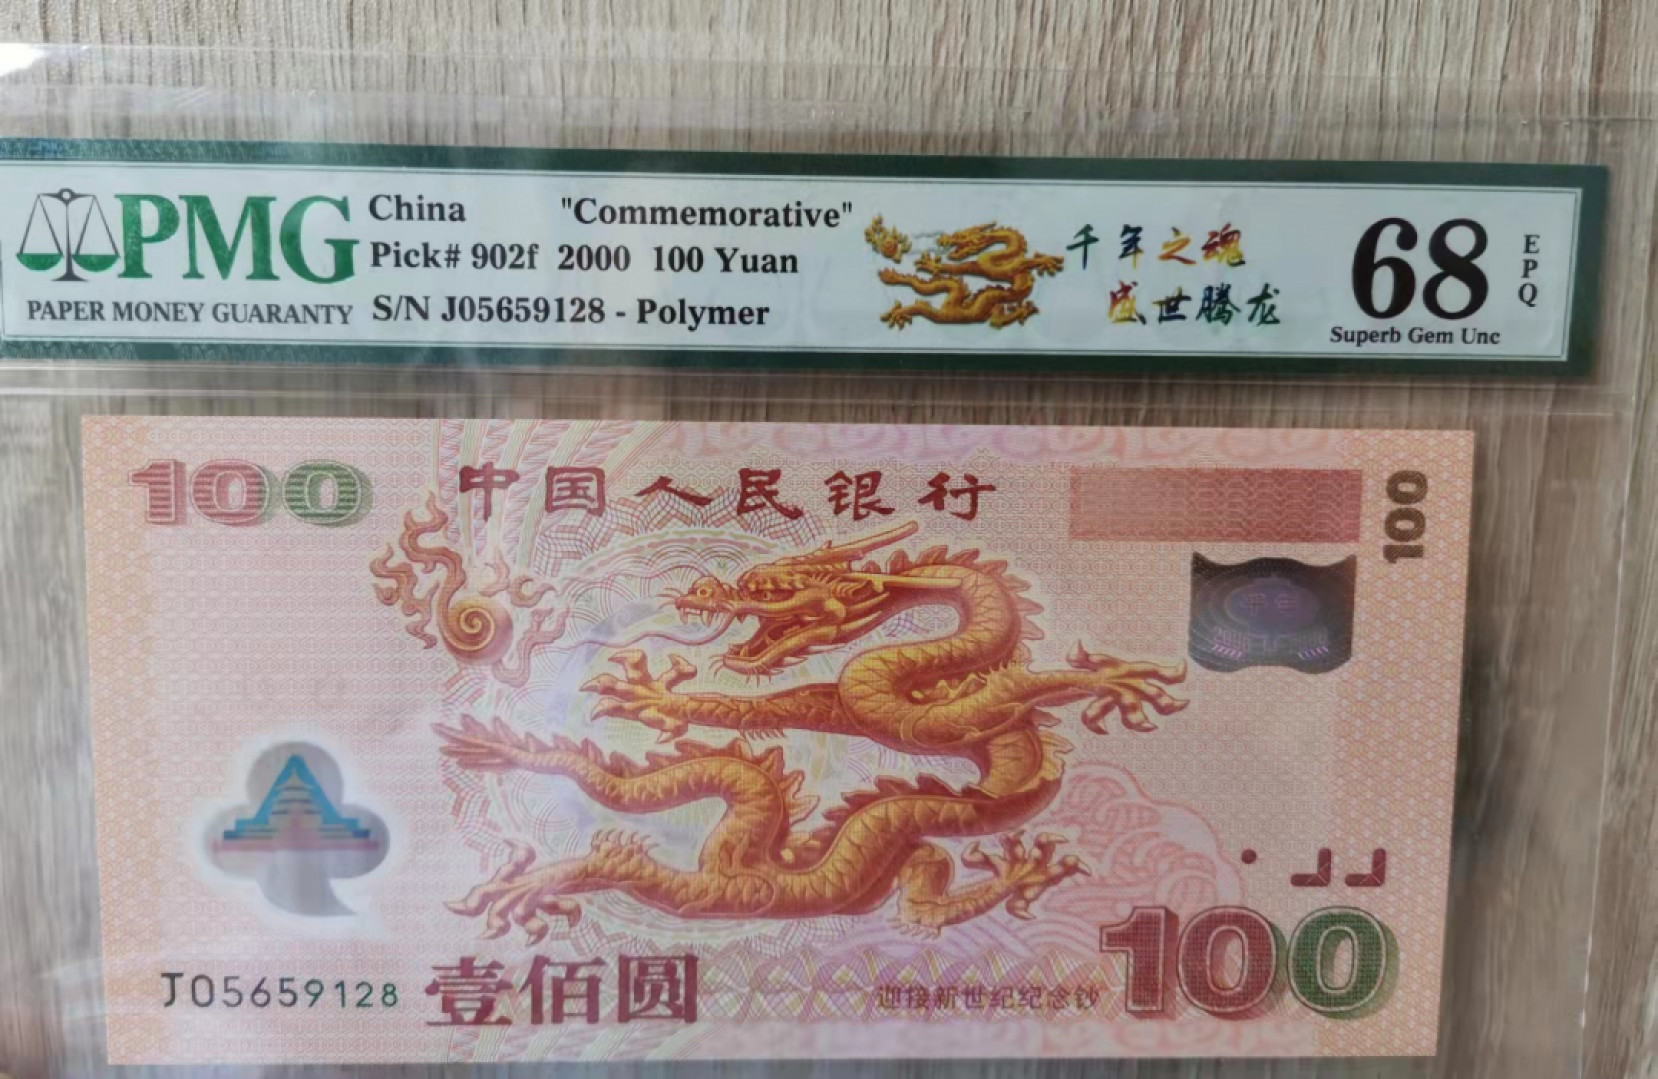 PMG
PAPER MONEY GUARANTY
China "Commemorative"
Pick# 902f 2000 100 Yuan
S/N J05659128 - Polymer
千年之魂
盛世腾龙
68
EPQ
Superb Gem Unc
100
中国人民银行
100
J05659128
壹佰圆
迎接新世纪纪念钞
100